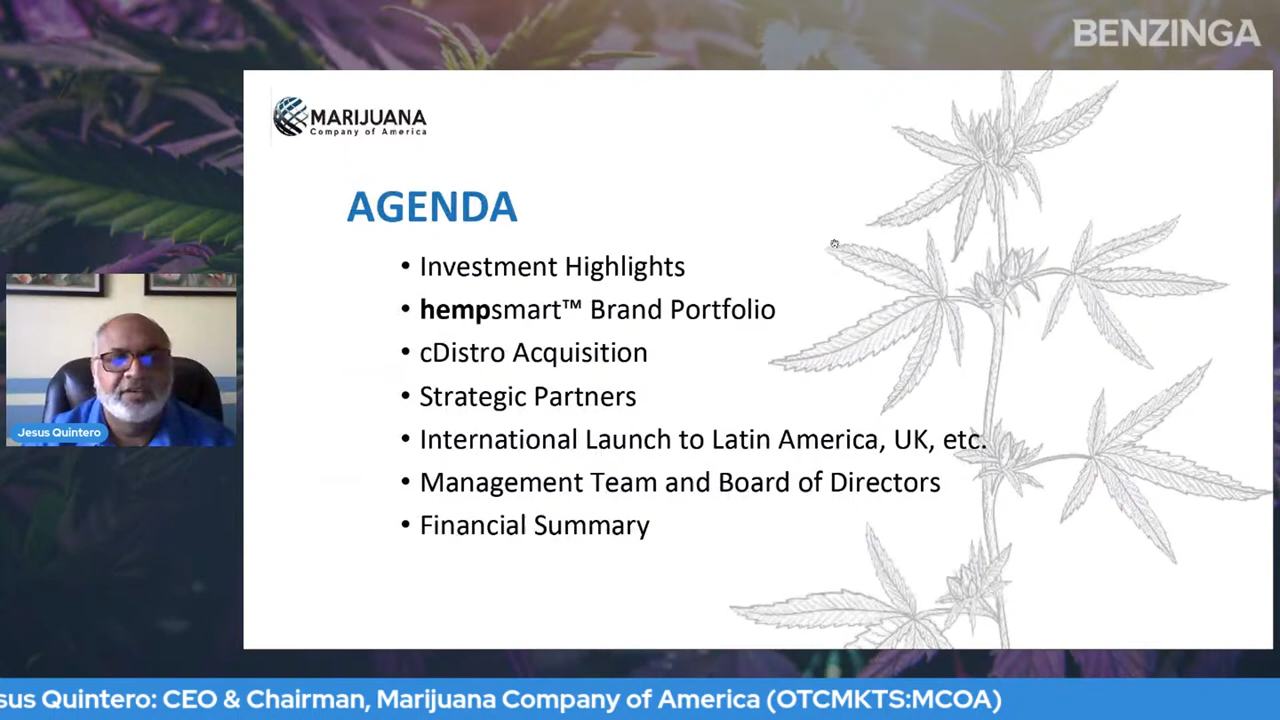 BENZINGA
MARIJUANA
Company of America
AGENDA
• Investment Highlights
• hempsmart™ Brand Portfolio
• cDistro Acquisition
• Strategic Partners
• International Launch to Latin America, UK, etc.
• Management Team and Board of Directors
• Financial Summary
Jesus Quintero
sus Quintero: CEO & Chairman, Marijuana Company of America (OTCMKTS:MCOA)